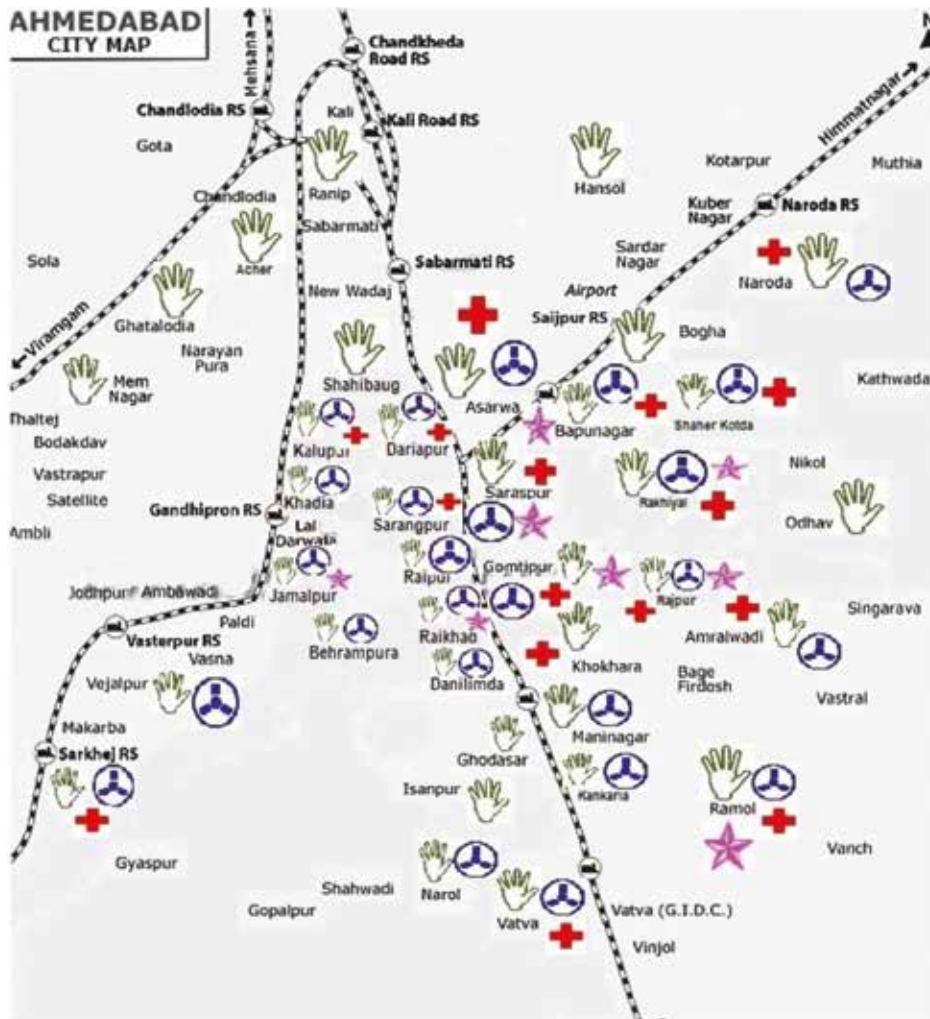 AHMEDABAD
CITY MAP
N
Mehsana
Chandkheda
Road RS
Chandlodia RS
Kali
Kali Road RS
Himmatnagar
Gota
Kotarpur
Muthia
Hansol
Chandlodia
Ranip
Kuber
Nagar
Naroda RS
Sabarmati
Sardar
Nagar
Sola
Acher
Sabarmati RS
Naroda
New Wadaj
Airport
Viramgam
Ghatalodia
Saijpur RS
Bogha
Narayan
Pura
Shahibaug
Mem
Nagar
Kathwada
Thaltej
Asarwa
Bapunagar
Shaher Kotda
Bodakdav
Kalupur
Dariapur
Vastrapur
Satellite
Khadia
Saraspur
Rakhiyal
Nikol
Gandhipron RS
Sarangpur
Odhav
Ambli
Lal
Darwala
Raipur
Gomtipur
Jodhpur
Ambawadi
Jamalpur
Rajpur
Singarava
Paldi
Raikhad
Amralwadi
Vasterpur RS
Vasna
Behrampura
Khokhara
Bage
Firdosh
Vejalpur
Danilimda
Vastral
Makarba
Maninagar
Sarkhej RS
Ghodasar
Isanpur
Kankaria
Ramol
Gyaspur
Vanch
Shahwadi
Narol
Gopalpur
Vatva
Vatva (G.I.D.C.)
Vinjol